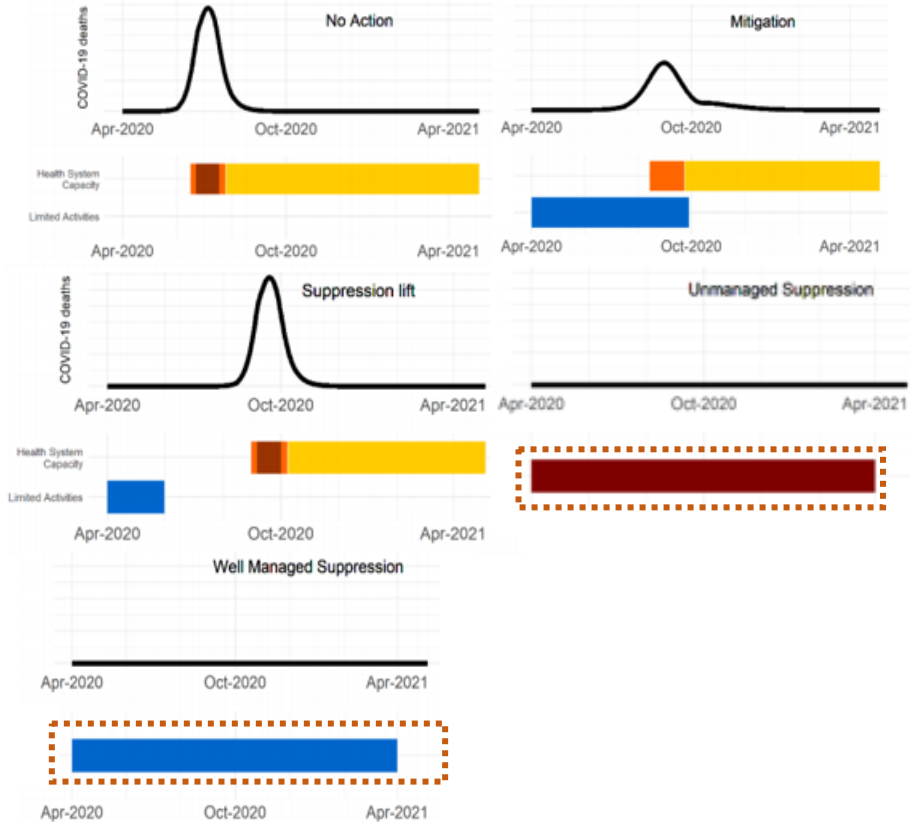 No Action
COVID-19 deaths
Apr-2020 Oct-2020 Apr-2021
Health System
Capacity
Limited Activities
Apr-2020 Oct-2020 Apr-2021
Mitigation
Apr-2020 Oct-2020 Apr-2021
Apr-2020 Oct-2020 Apr-2021
Suppression lift
COVID-19 deaths
Apr-2020 Oct-2020 Apr-2021
Health System
Capacity
Limited Activities
Apr-2020 Oct-2020 Apr-2021
Unmanaged Suppression
Apr-2020 Oct-2020 Apr-2021
Well Managed Suppression
Apr-2020 Oct-2020 Apr-2021
Apr-2020 Oct-2020 Apr-2021